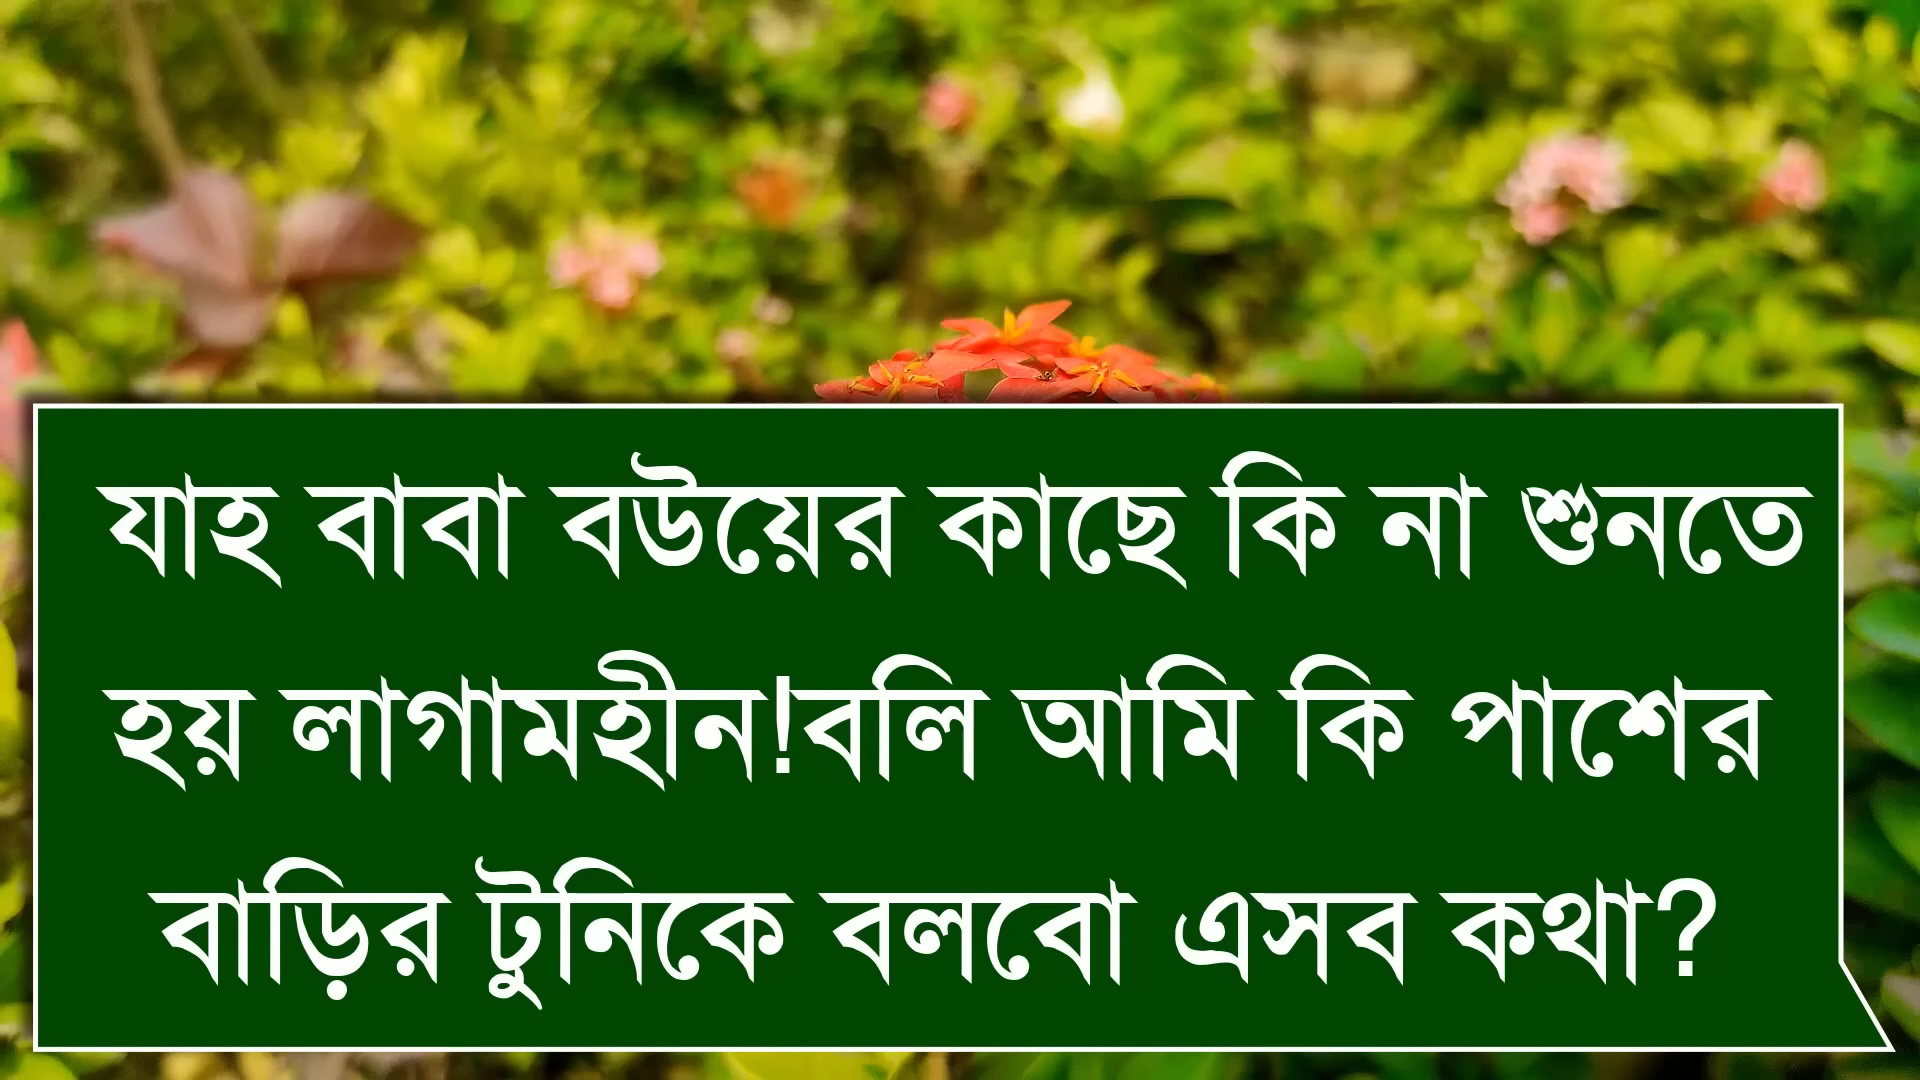 যাহ বাবা বউয়ের কাছে কি না শুনতে
হয় লাগামহীন!বলি আমি কি পাশের
বাড়ির টুনিকে বলবো এসব কথা?